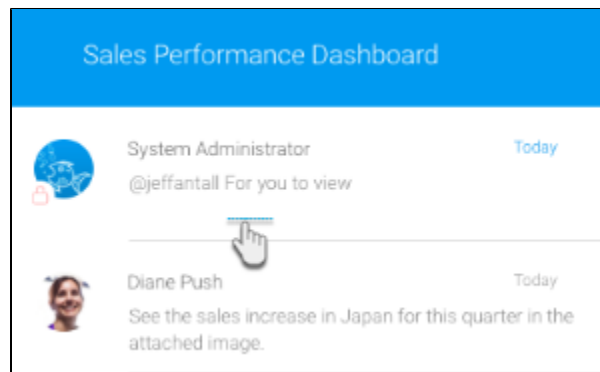 Sales Performance Dashboard
System Administrator
Today
@jeffantall For you to view
Diane Push
Today
See the sales increase in Japan for this quarter in the
attached image.